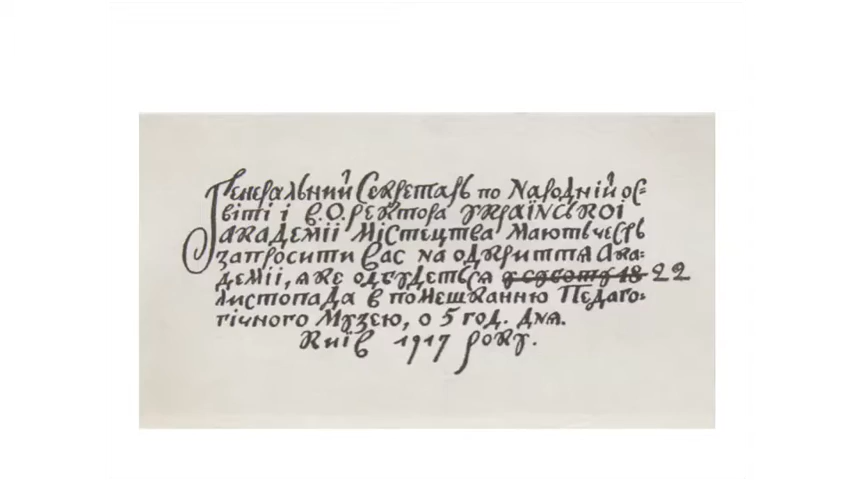 Генеральний Секретарь по Народній ос-
віті і в.О.ректора Української
Академії Містецтва Мають честь
запросити вас на одкриття Ака-
демії, яке одбудеться у суботу 18 22
листопада в помешканню Педаго-
гічного Музею, о 5 год. дня.
Київ 1917 року.